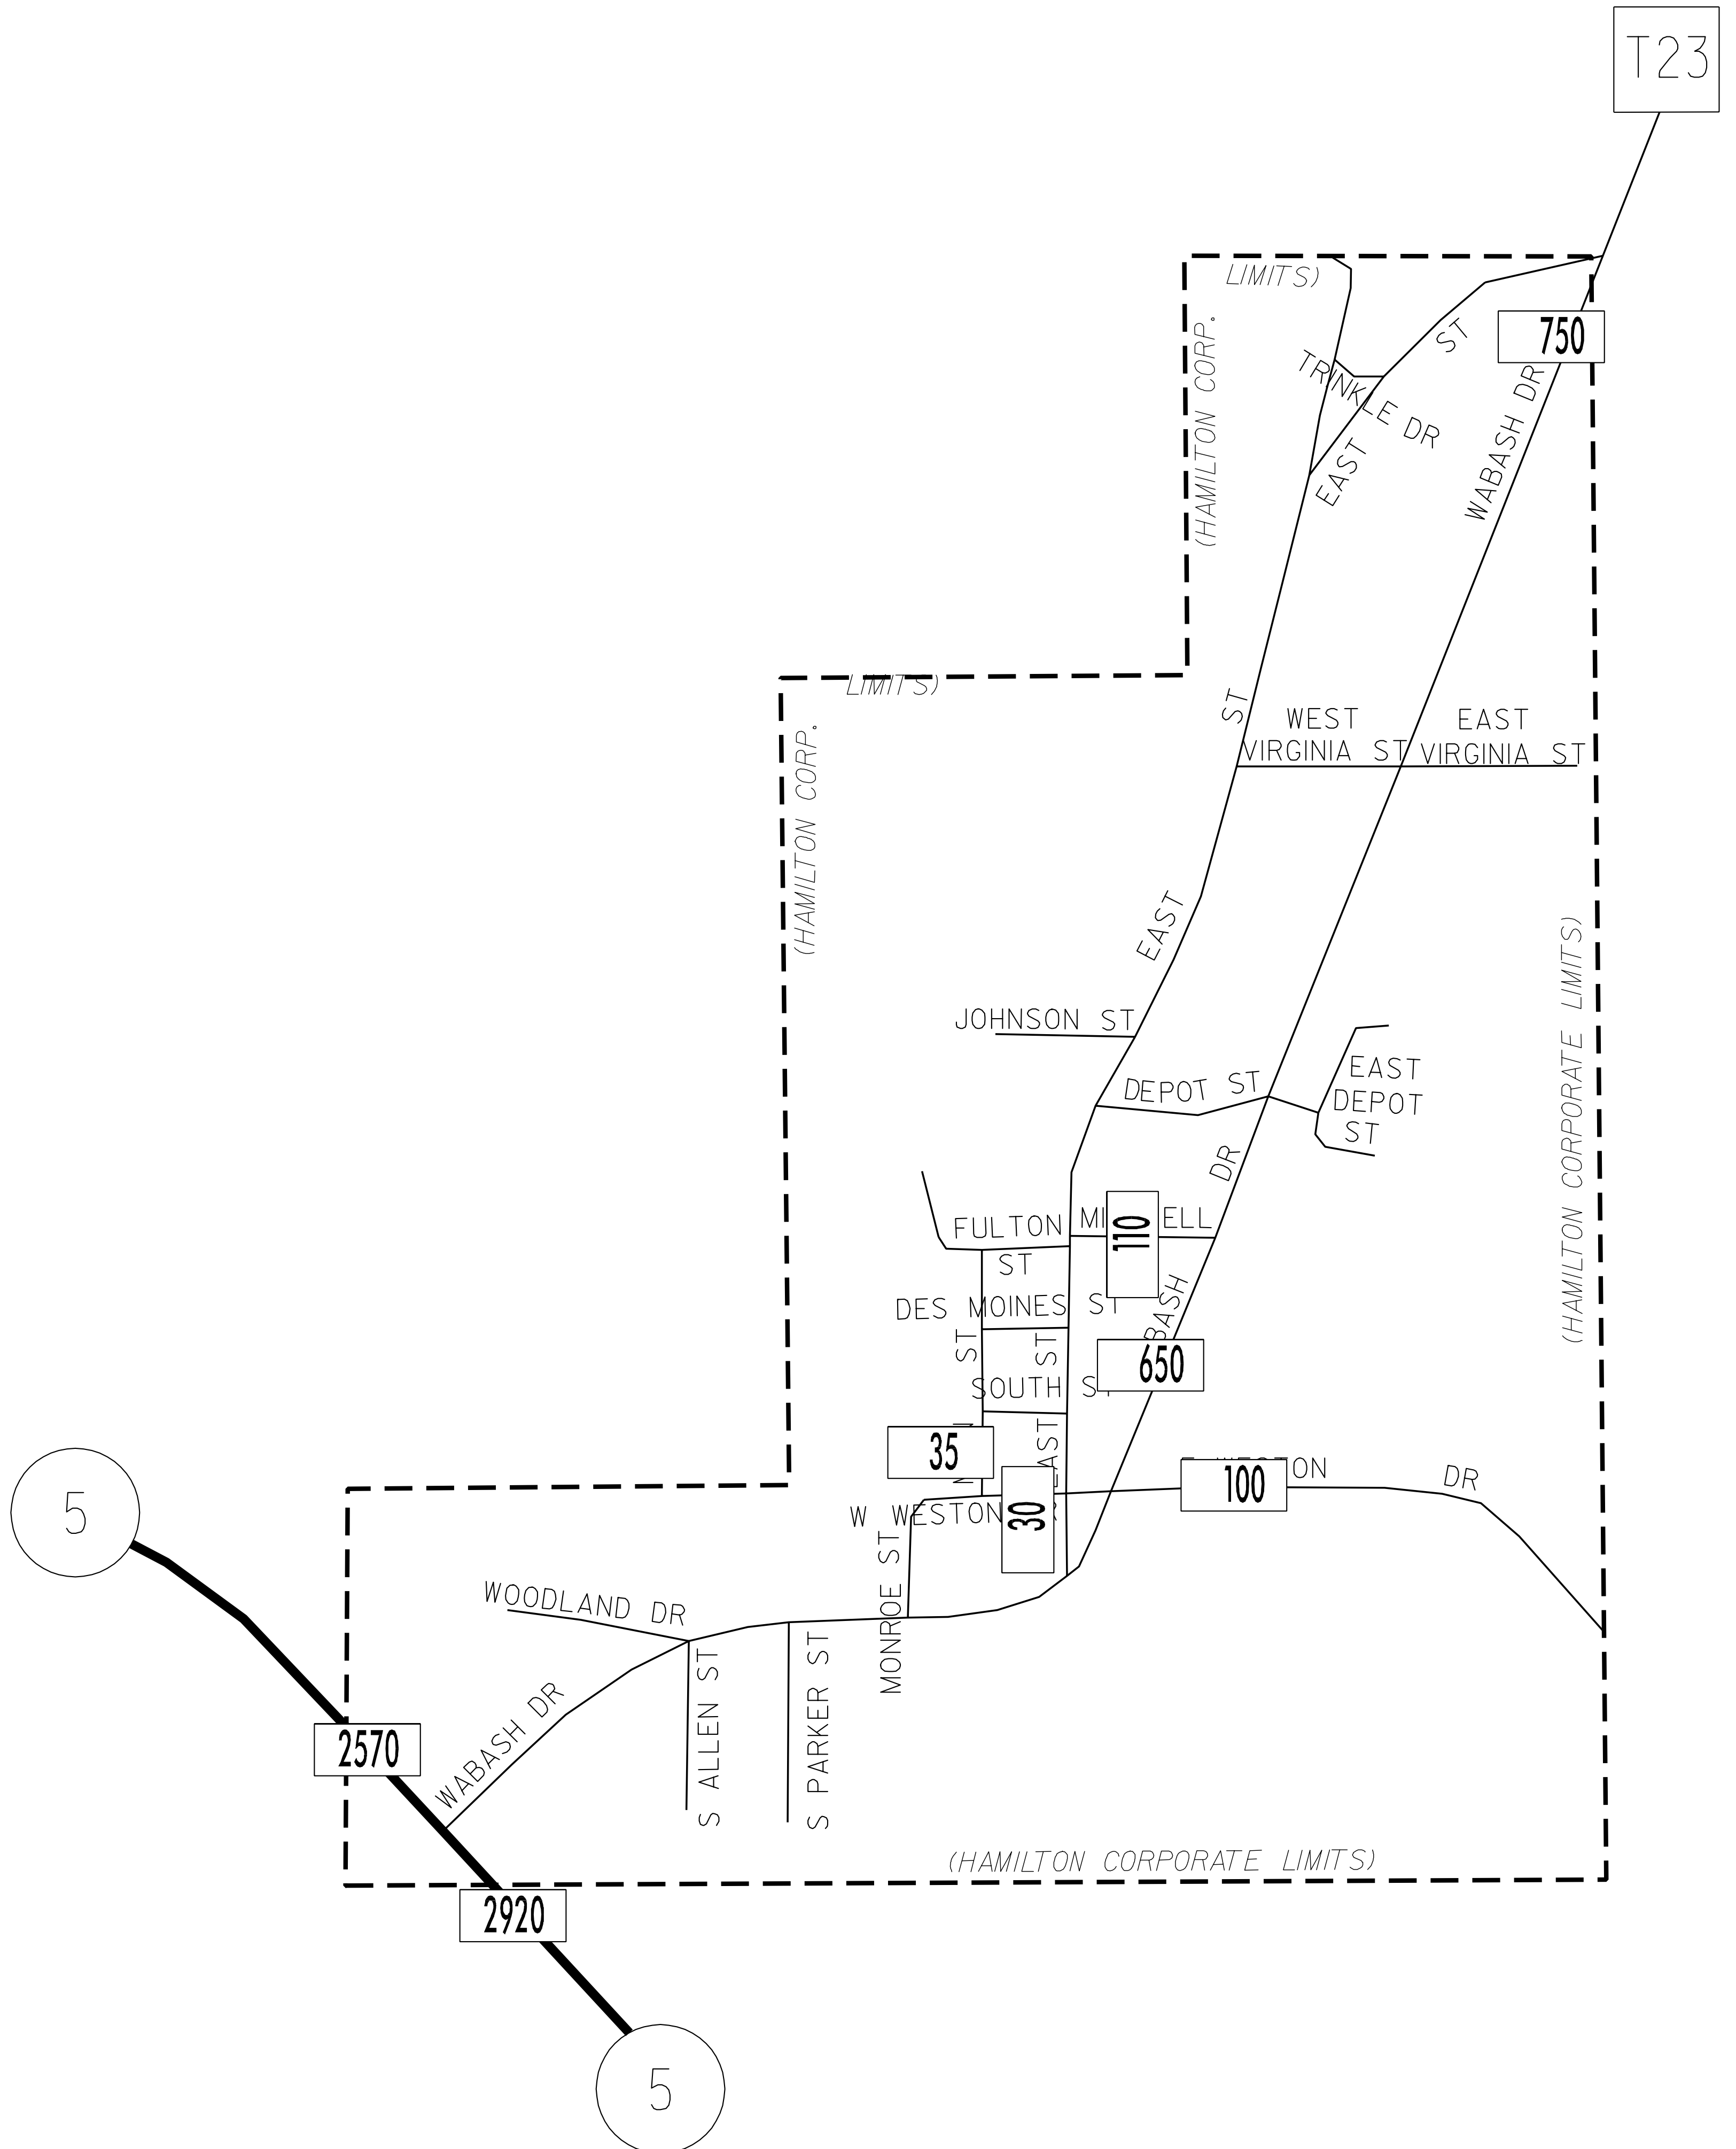 T23
LIMITS)
(HAMILTON CORP.
750
ST
TRINKLE DR
EAST
WABASH DR
LIMITS)
(HAMILTON CORP.
ST
WEST
VIRGINIA ST
EAST
VIRGINIA ST
EAST
(HAMILTON CORPORATE LIMITS)
JOHNSON ST
DEPOT ST
EAST
DEPOT
ST
DR
FULTON
ST
110
DES MOINES ST
ST
ST
650
SOUTH ST
35
100
DR
W WESTON
30
MONROE ST
5
WOODLAND DR
WABASH DR
S ALLEN ST
S PARKER ST
2570
(HAMILTON CORPORATE LIMITS)
2920
5